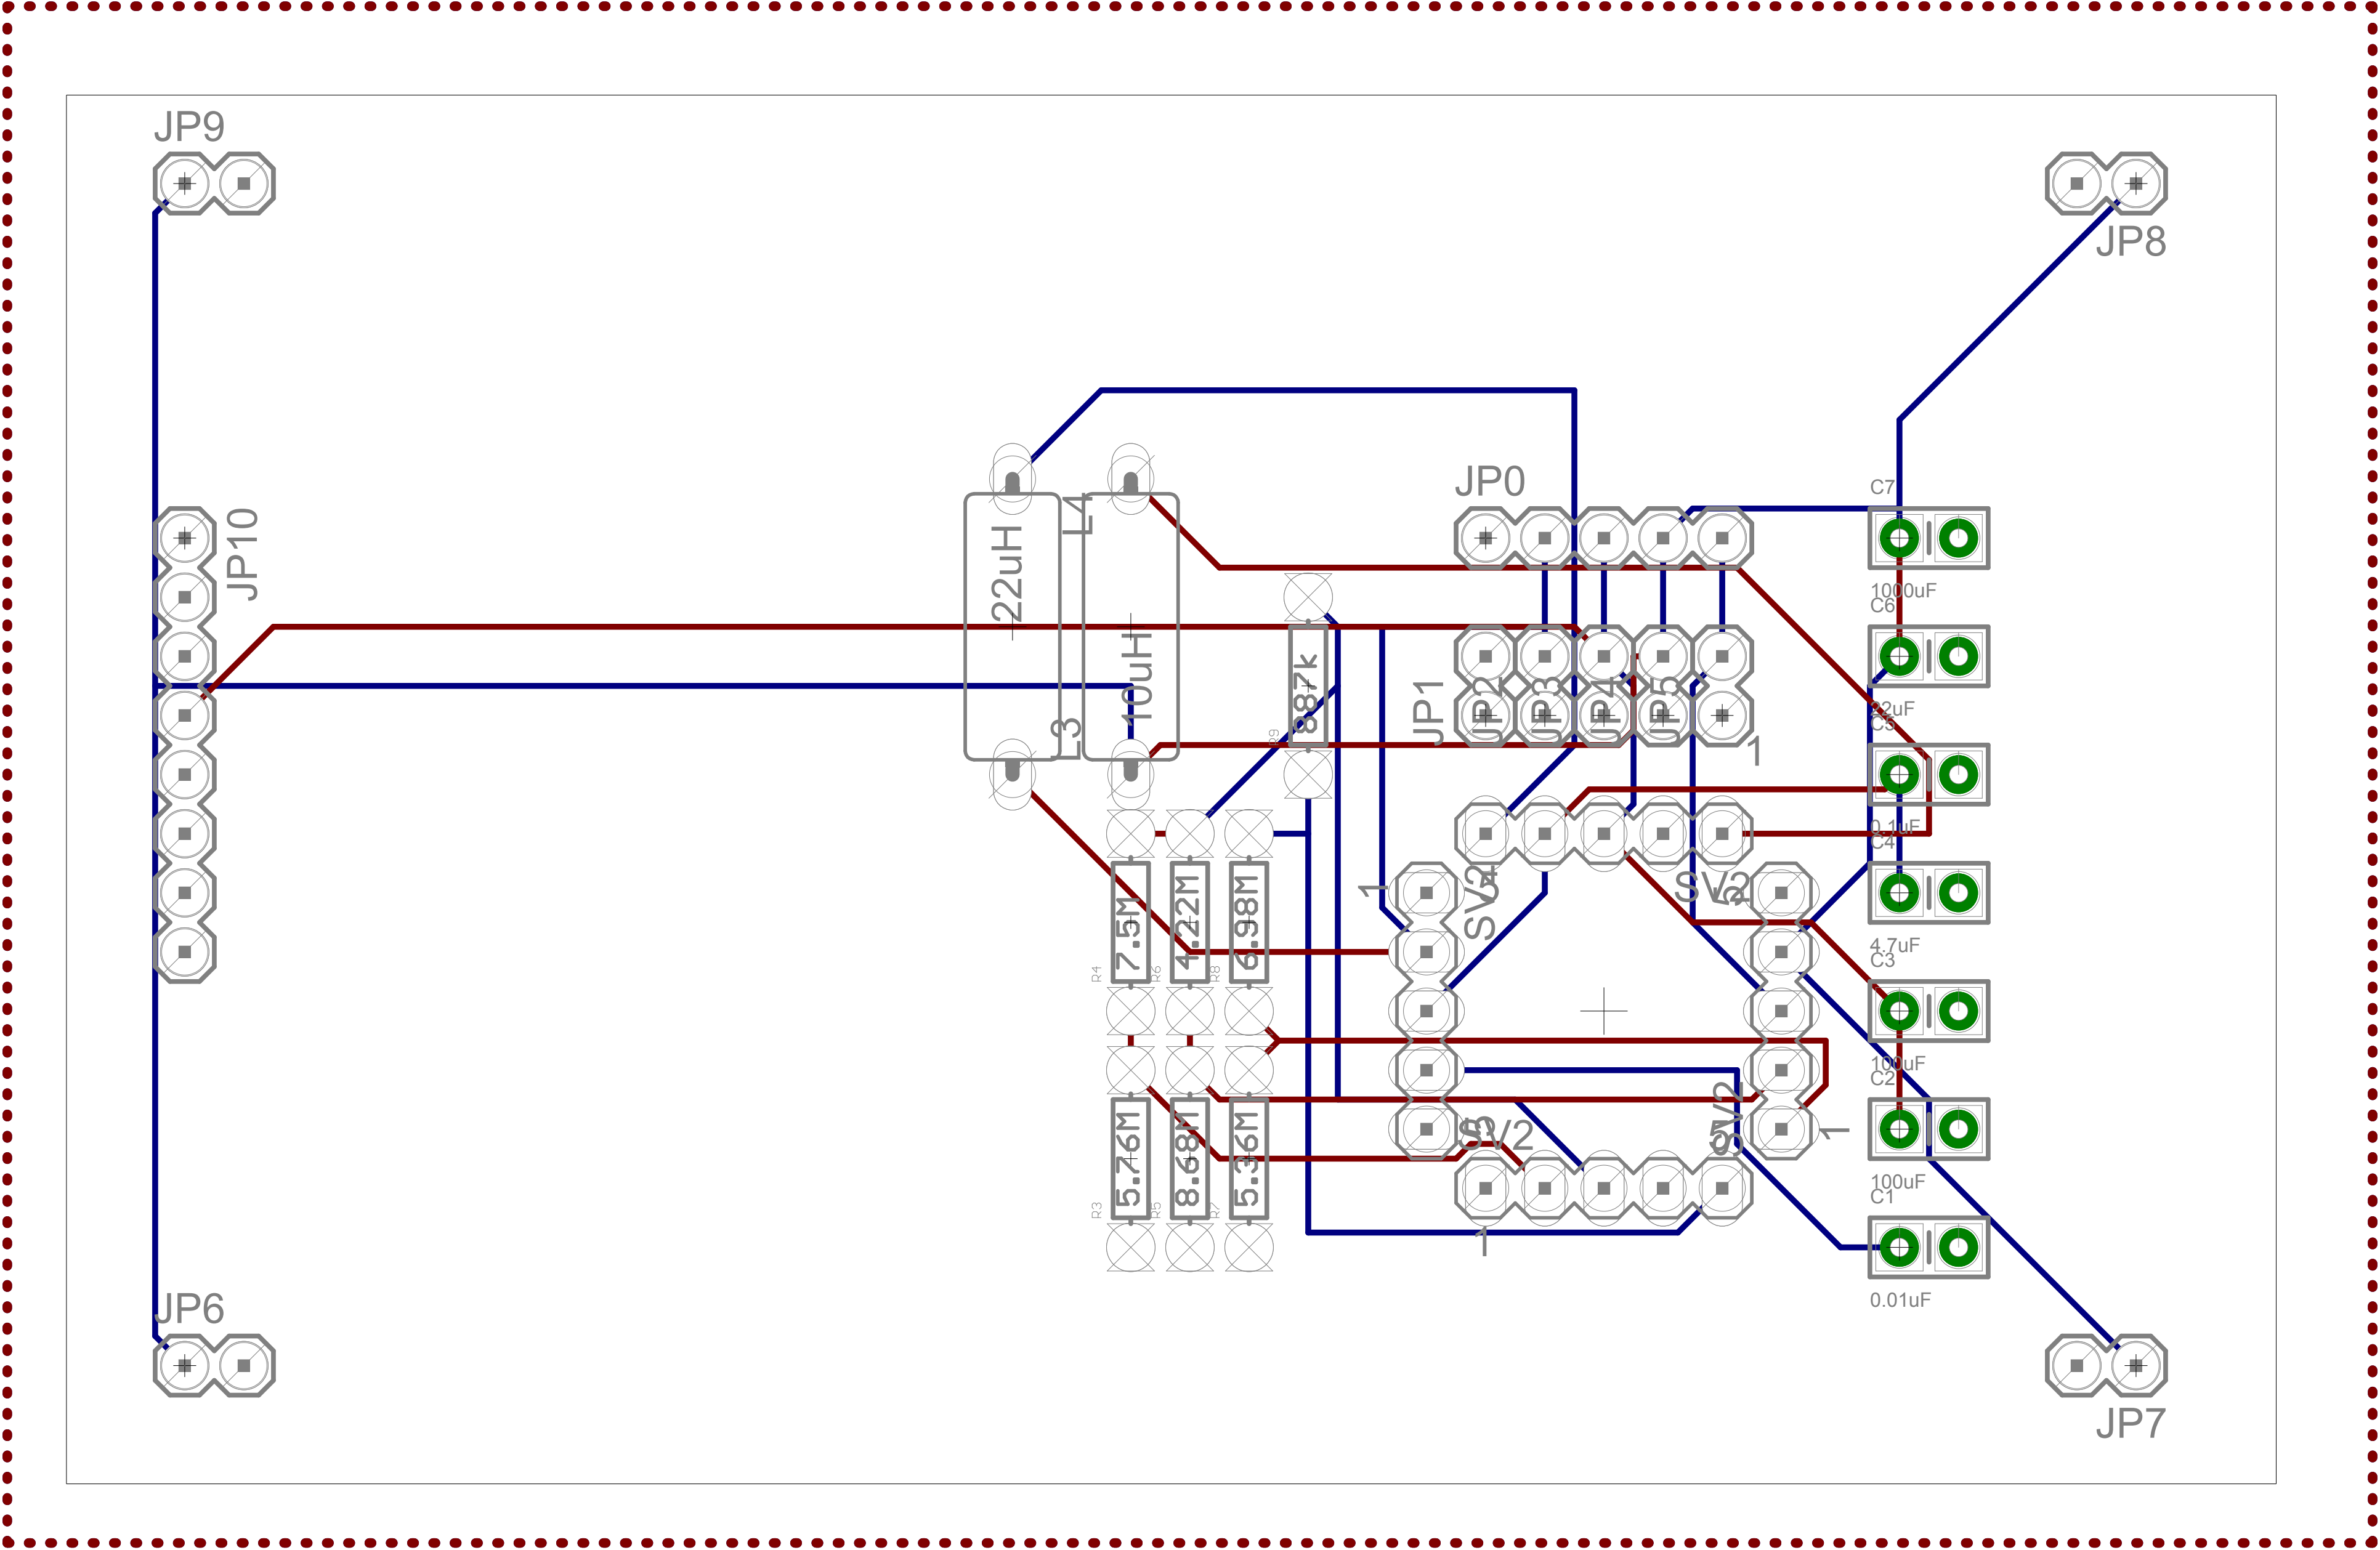 JP9
JP8
JP10
JP6
JP7
22uH
L4
10uH
L3
R9
887k
JP0
JP1
JP2
JP3
JP4
JP5
1
C7
1000uF
C6
22uF
C5
0.1uF
C4
4.7uF
C3
100uF
C2
100uF
C1
0.01uF
1
SV2
SV2
SV2
SV2
1
1
R4
7.5M
R6
4.22M
R8
6.98M
R3
5.76M
R5
8.68M
R7
5.36M